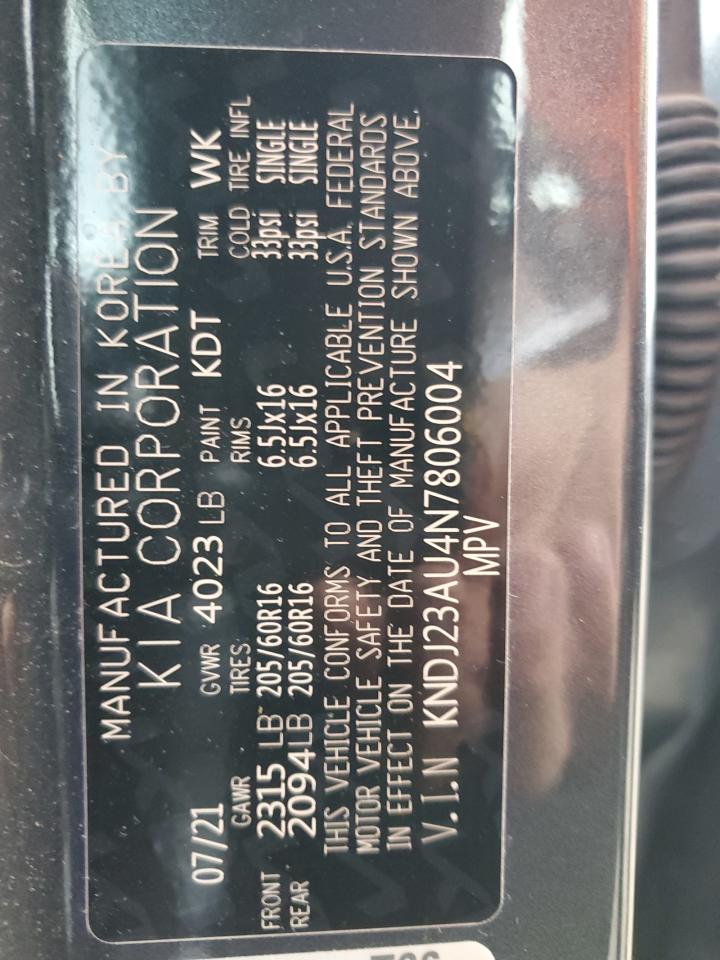 MANUFACTURED IN KOREA BY
KIA CORPORATION
07/21 GVWR 4023 LB PAINT KDT TRIM WK
GAWR TIRES RIMS COLD TIRE INFL
FRONT 2315 LB 205/60R16 6.5Jx16 33psi SINGLE
REAR 2094 LB 205/60R16 6.5Jx16 33psi SINGLE
THIS VEHICLE CONFORMS TO ALL APPLICABLE U.S.A. FEDERAL
MOTOR VEHICLE SAFETY AND THEFT PREVENTION STANDARDS
IN EFFECT ON THE DATE OF MANUFACTURE SHOWN ABOVE.
V.I.N KNDJ23AU4N7806004
MPV